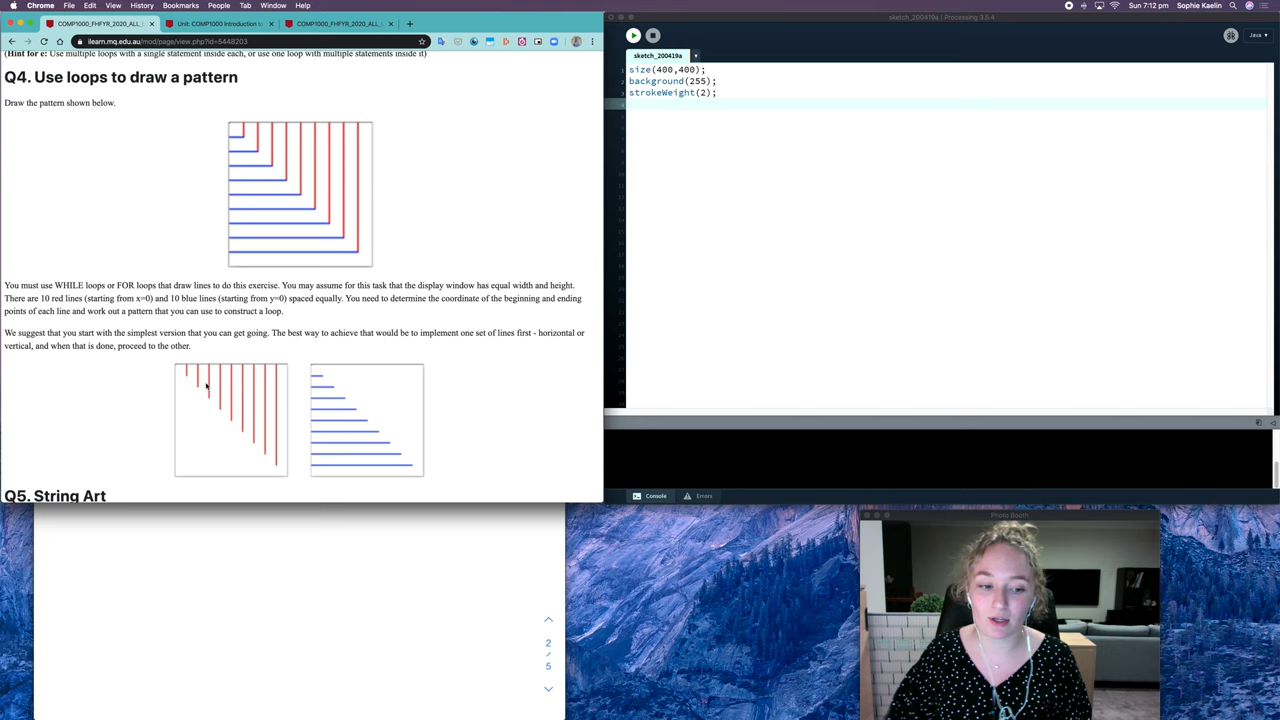 Chrome File Edit View History Bookmarks People Tab Window Help
Sun 7:12 pm Sophie Kaelin
COMP1000_FHFYR_2020_ALL_
Unit: COMP1000 Introduction to
COMP1000_FHFYR_2020_ALL_
ilearn.mq.edu.au/mod/page/view.php?id=5448203
(Hint for e: Use multiple loops with a single statement inside each, or use one loop with multiple statements inside it)
Q4. Use loops to draw a pattern
Draw the pattern shown below.
You must use WHILE loops or FOR loops that draw lines to do this exercise. You may assume for this task that the display window has equal width and height.
There are 10 red lines (starting from x=0) and 10 blue lines (starting from y=0) spaced equally. You need to determine the coordinate of the beginning and ending
points of each line and work out a pattern that you can use to construct a loop.
We suggest that you start with the simplest version that you can get going. The best way to achieve that would be to implement one set of lines first - horizontal or
vertical, and when that is done, proceed to the other.
Q5. String Art
sketch_200419a | Processing 3.5.4
Java
sketch_200419a
size(400,400);
background(255);
strokeWeight(2);
Console Errors
Photo Booth
2
/
5